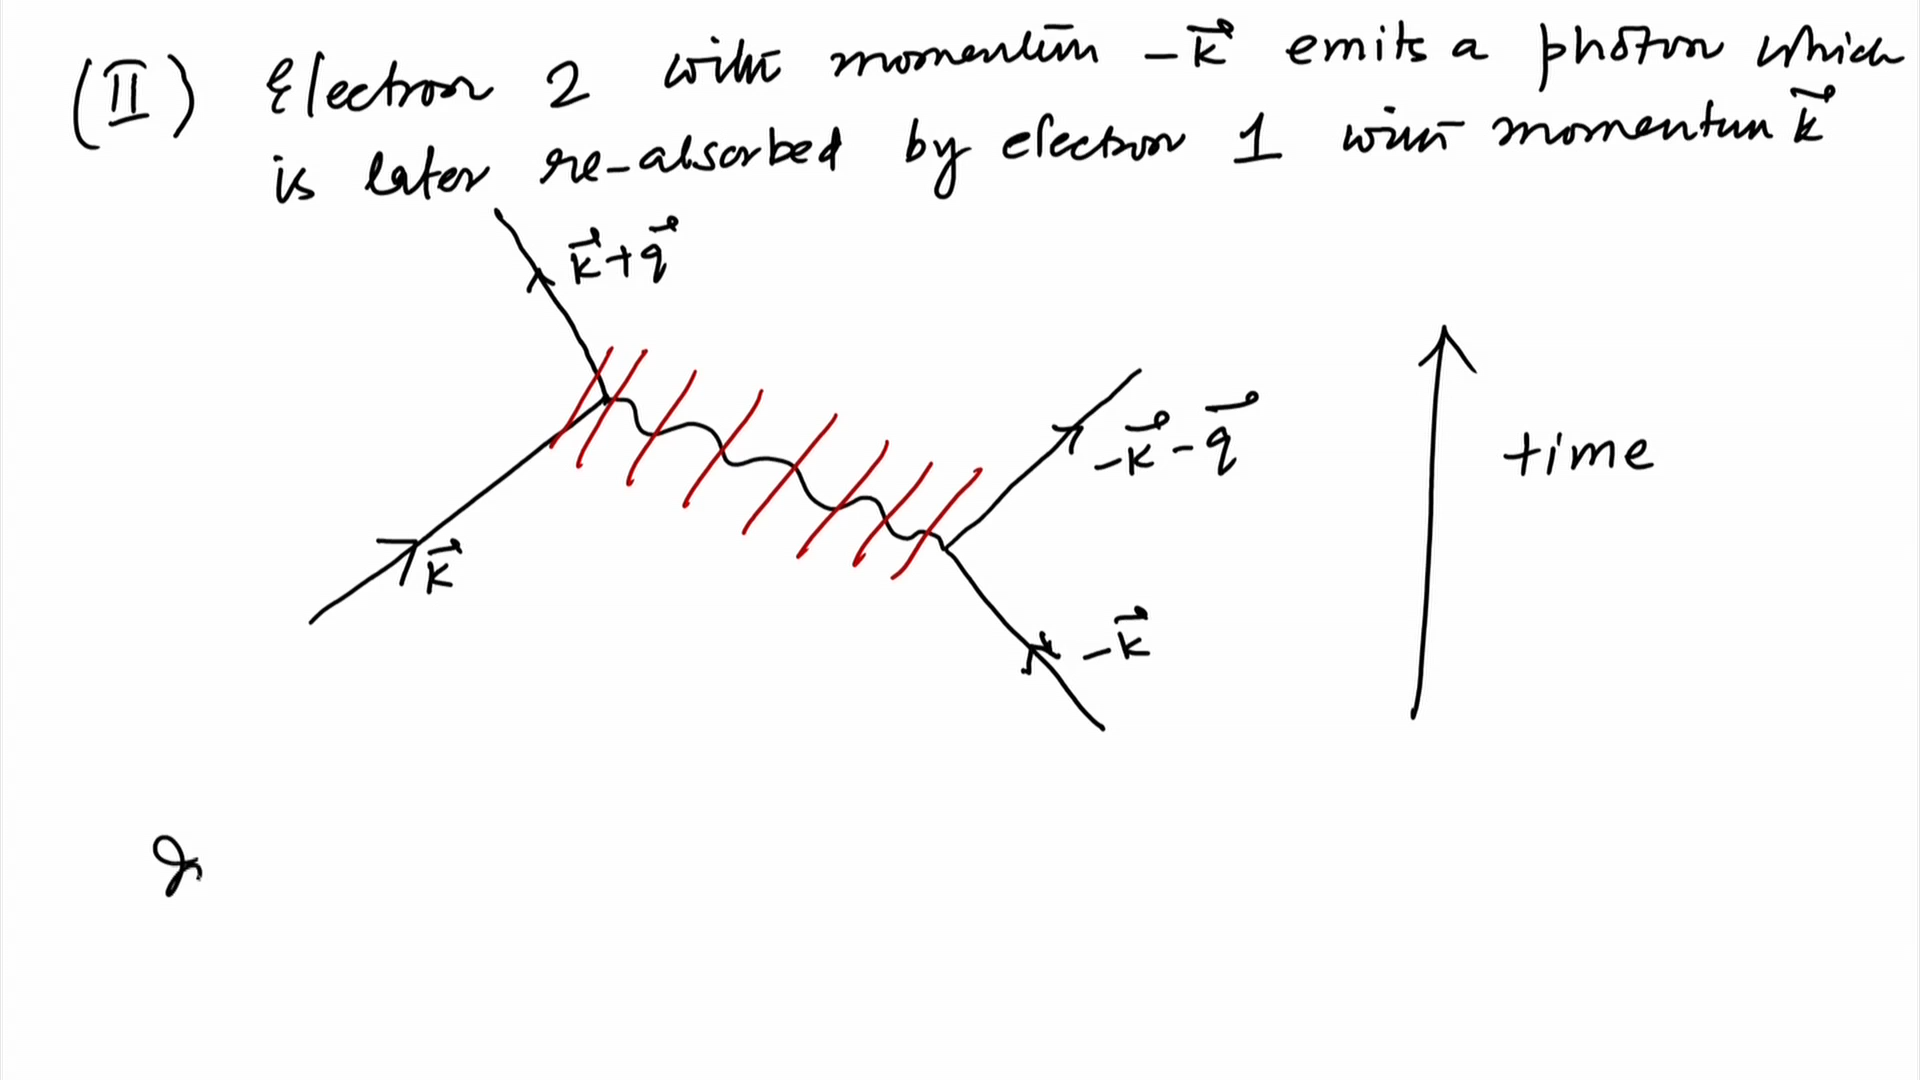 (II) Electron 2 with momentum -k⃗ emits a photon which
is later re-absorbed by electron 1 with momentum k⃗
k⃗+q⃗
-k⃗-q⃗
time
k⃗
-k⃗